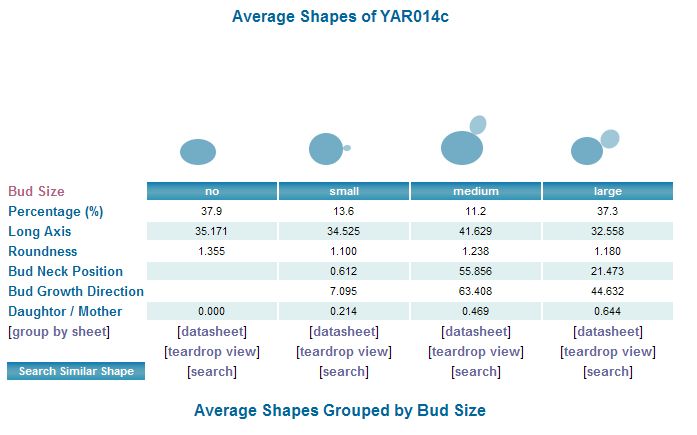 Average Shapes of YAR014c
Bud Size no small medium large
Percentage (%) 37.9 13.6 11.2 37.3
Long Axis 35.171 34.525 41.629 32.558
Roundness 1.355 1.100 1.238 1.180
Bud Neck Position 0.612 55.856 21.473
Bud Growth Direction 7.095 63.408 44.632
Daughtor / Mother 0.000 0.214 0.469 0.644
[group by sheet] [datasheet] [datasheet] [datasheet] [datasheet]
[teardrop view] [teardrop view] [teardrop view] [teardrop view]
Search Similar Shape [search] [search] [search] [search]
Average Shapes Grouped by Bud Size